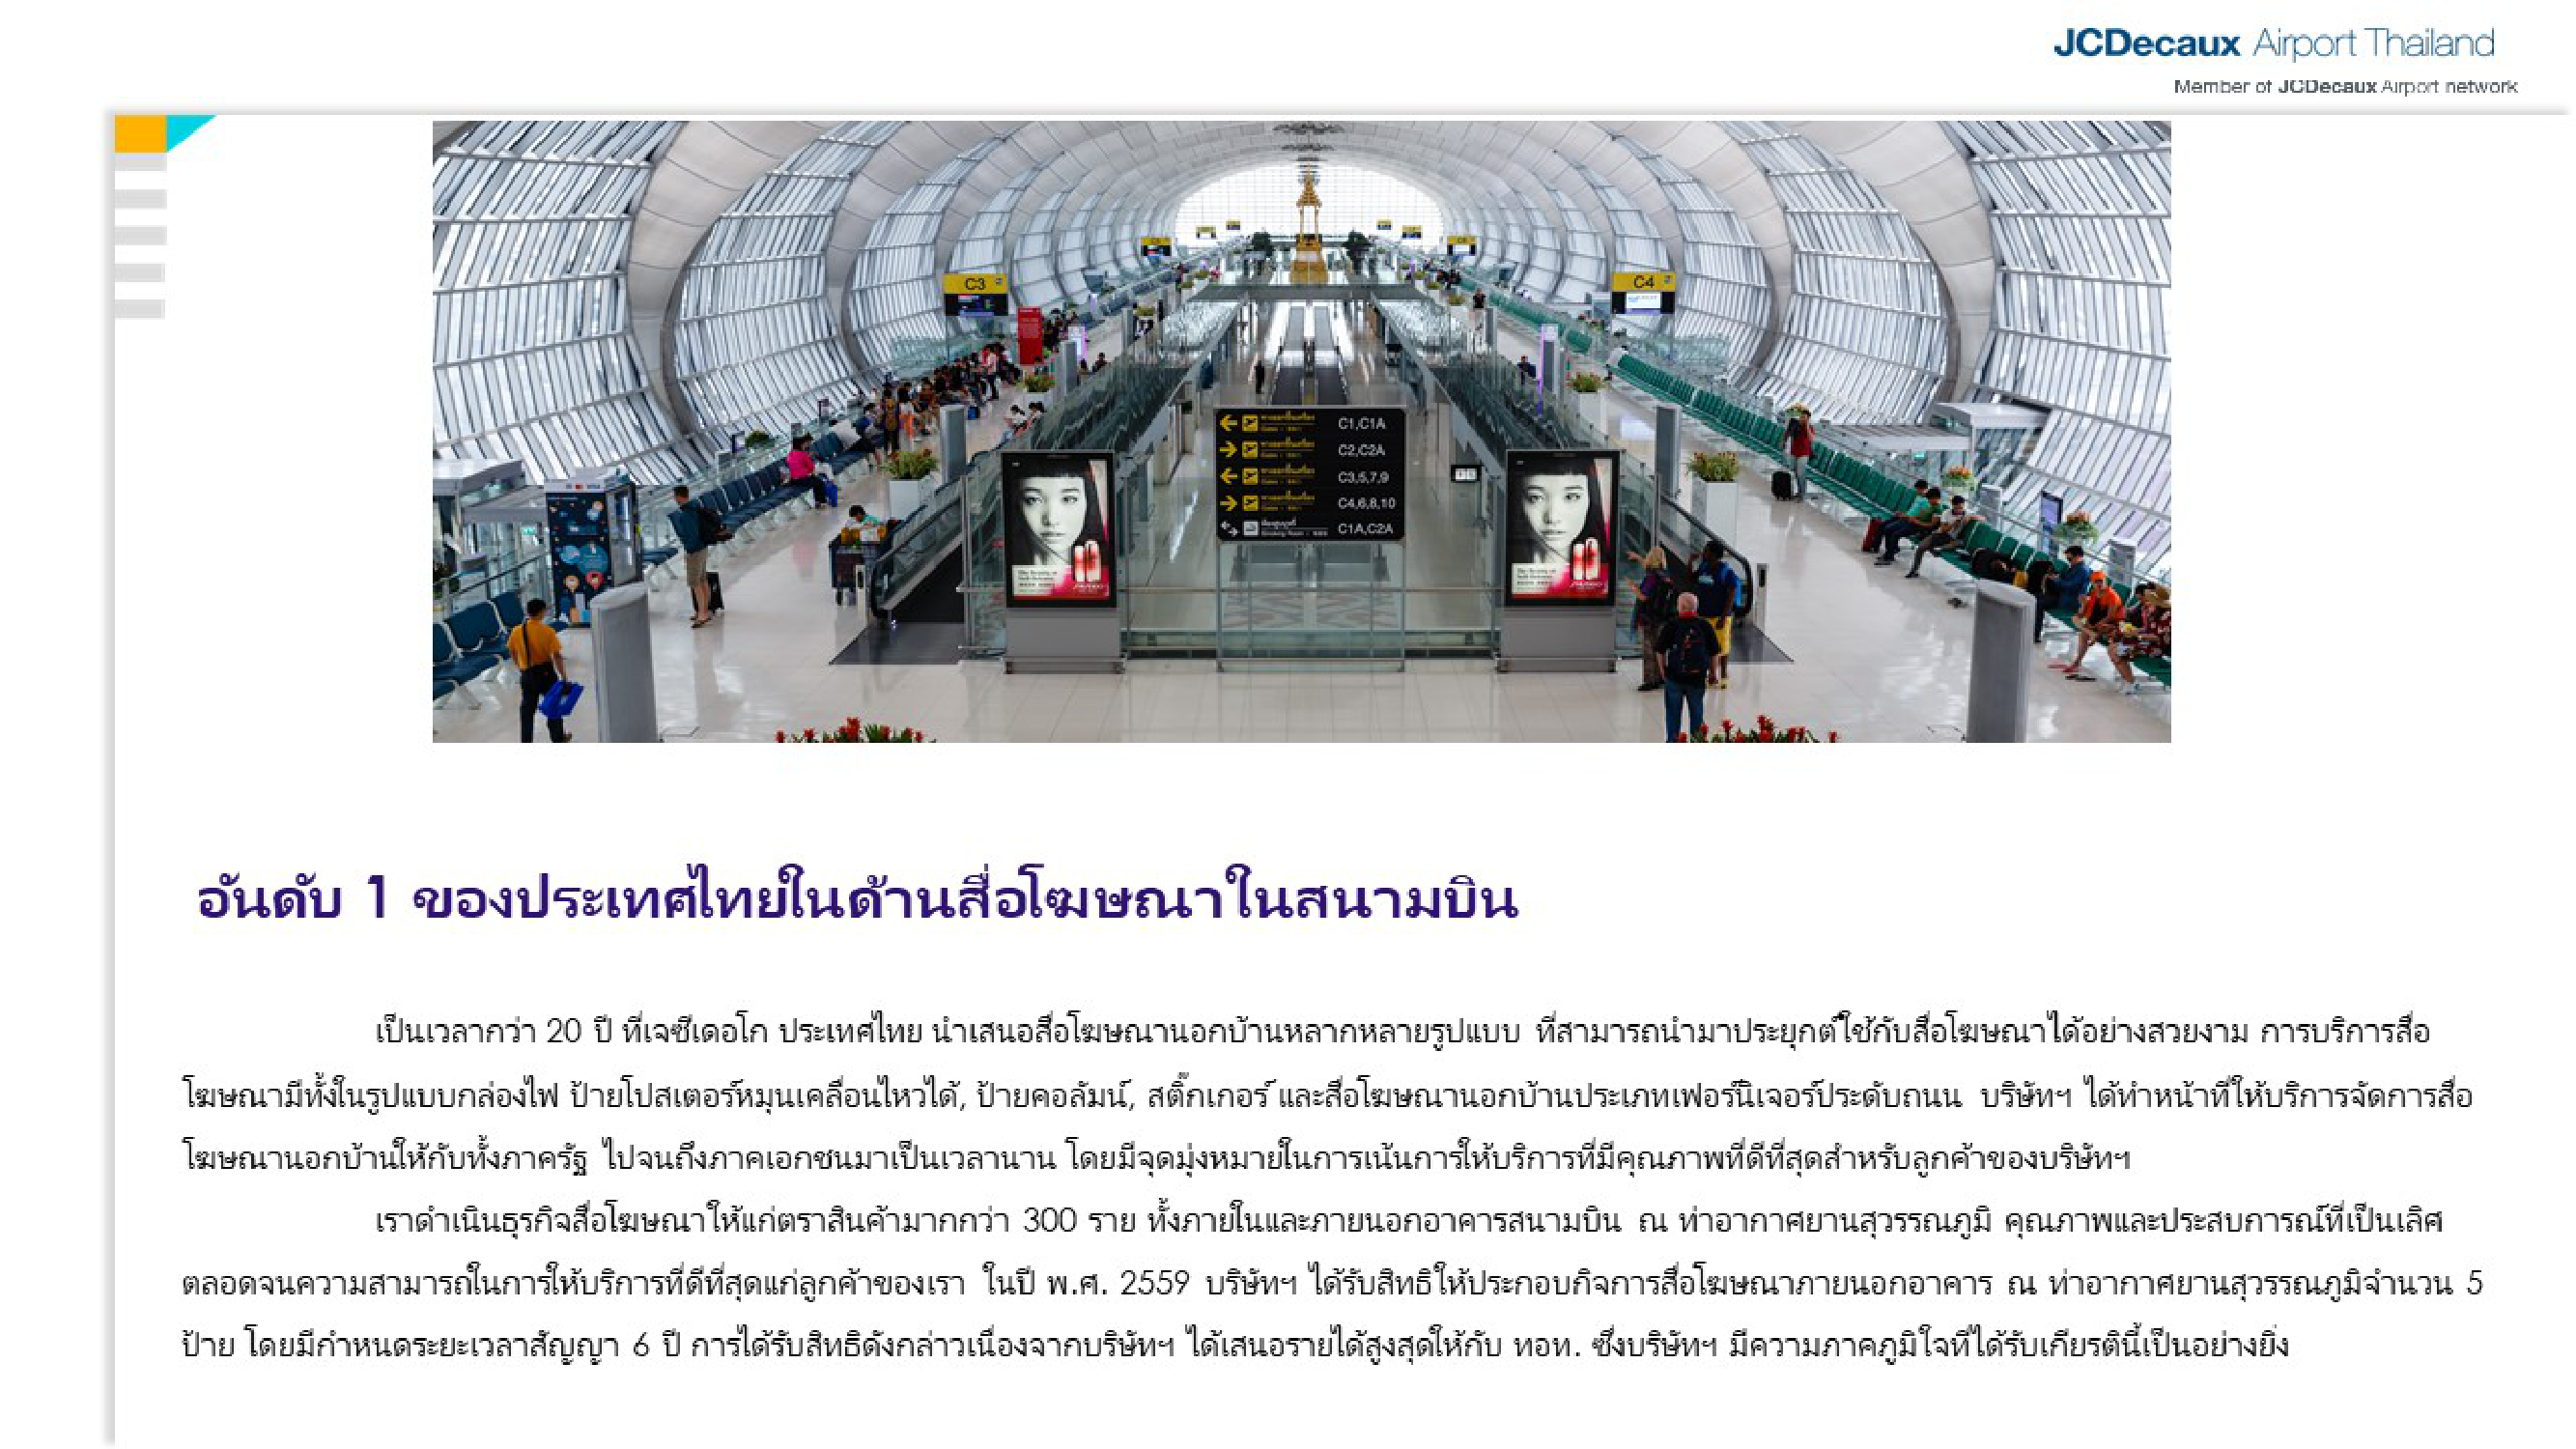 JCDecaux Airport Thailand
Member of JCDecaux Airport network
C3
C4
C1,C1A
C2,C2A
C3,5,7,9
C4,6,8,10
C1A,C2A
อันดับ 1 ของประเทศไทยในด้านสื่อโฆษณาในสนามบิน
เป็นเวลากว่า 20 ปี ที่เจซีเดอโก ประเทศไทย นำเสนอสื่อโฆษณานอกบ้านหลากหลายรูปแบบ ที่สามารถนำมาประยุกต์ใช้กับสื่อโฆษณาได้อย่างสวยงาม การบริการสื่อ
โฆษณามีทั้งในรูปแบบกล่องไฟ ป้ายโปสเตอร์หมุนเคลื่อนไหวได้, ป้ายคอลัมน์, สติ๊กเกอร์ และสื่อโฆษณานอกบ้านประเภทเฟอร์นิเจอร์ประดับถนน บริษัทฯ ได้ทำหน้าที่ให้บริการจัดการสื่อ
โฆษณานอกบ้านให้กับทั้งภาครัฐ ไปจนถึงภาคเอกชนมาเป็นเวลานาน โดยมีจุดมุ่งหมายในการเน้นการให้บริการที่มีคุณภาพที่ดีที่สุดสำหรับลูกค้าของบริษัทฯ
เราดำเนินธุรกิจสื่อโฆษณาให้แก่ตราสินค้ามากกว่า 300 ราย ทั้งภายในและภายนอกอาคารสนามบิน ณ ท่าอากาศยานสุวรรณภูมิ คุณภาพและประสบการณ์ที่เป็นเลิศ
ตลอดจนความสามารถในการให้บริการที่ดีที่สุดแก่ลูกค้าของเรา ในปี พ.ศ. 2559 บริษัทฯ ได้รับสิทธิให้ประกอบกิจการสื่อโฆษณาภายนอกอาคาร ณ ท่าอากาศยานสุวรรณภูมิจำนวน 5
ป้าย โดยมีกำหนดระยะเวลาสัญญา 6 ปี การได้รับสิทธิดังกล่าวเนื่องจากบริษัทฯ ได้เสนอรายได้สูงสุดให้กับ ทอท. ซึ่งบริษัทฯ มีความภาคภูมิใจที่ได้รับเกียรตินี้เป็นอย่างยิ่ง